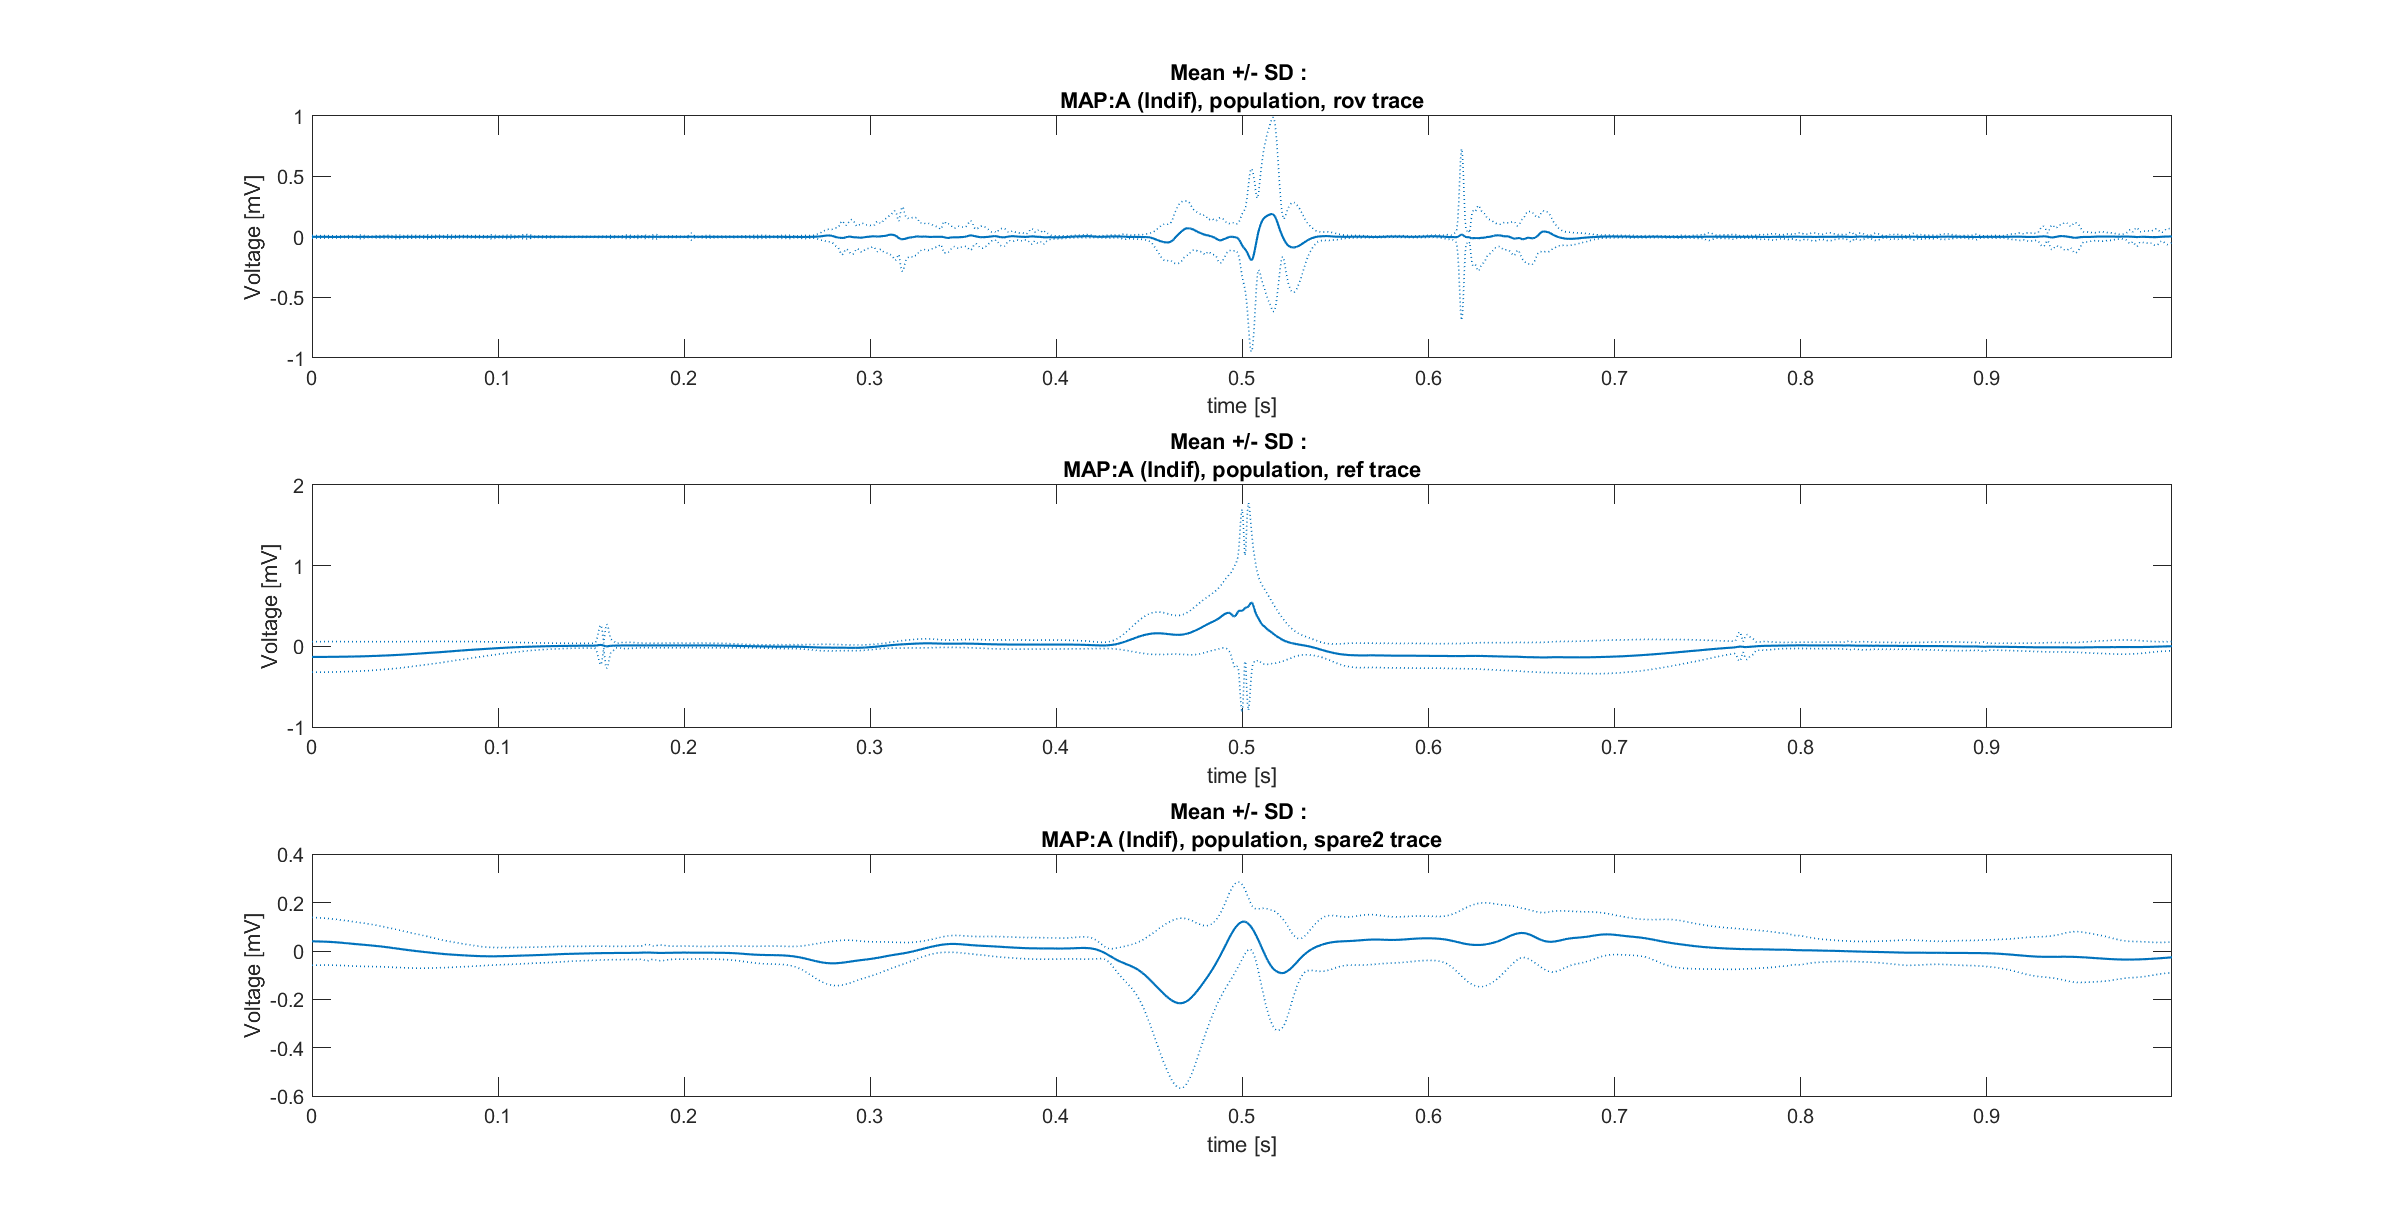 Mean +/- SD :
MAP:A (Indif), population, rov trace
Voltage [mV]
1
0.5
0
-0.5
-1
0 0.1 0.2 0.3 0.4 0.5 0.6 0.7 0.8 0.9
time [s]
Mean +/- SD :
MAP:A (Indif), population, ref trace
Voltage [mV]
2
1
0
-1
0 0.1 0.2 0.3 0.4 0.5 0.6 0.7 0.8 0.9
time [s]
Mean +/- SD :
MAP:A (Indif), population, spare2 trace
Voltage [mV]
0.4
0.2
0
-0.2
-0.4
-0.6
0 0.1 0.2 0.3 0.4 0.5 0.6 0.7 0.8 0.9
time [s]